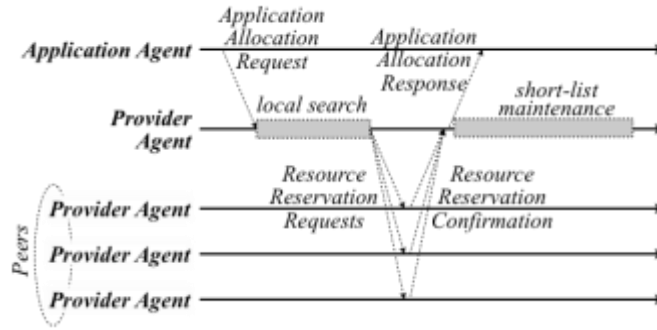 Application
Allocation
Request
Application
Allocation
Response
Application Agent
local search
short-list
maintenance
Provider
Agent
Resource
Reservation
Requests
Resource
Reservation
Confirmation
Peers
Provider Agent
Provider Agent
Provider Agent